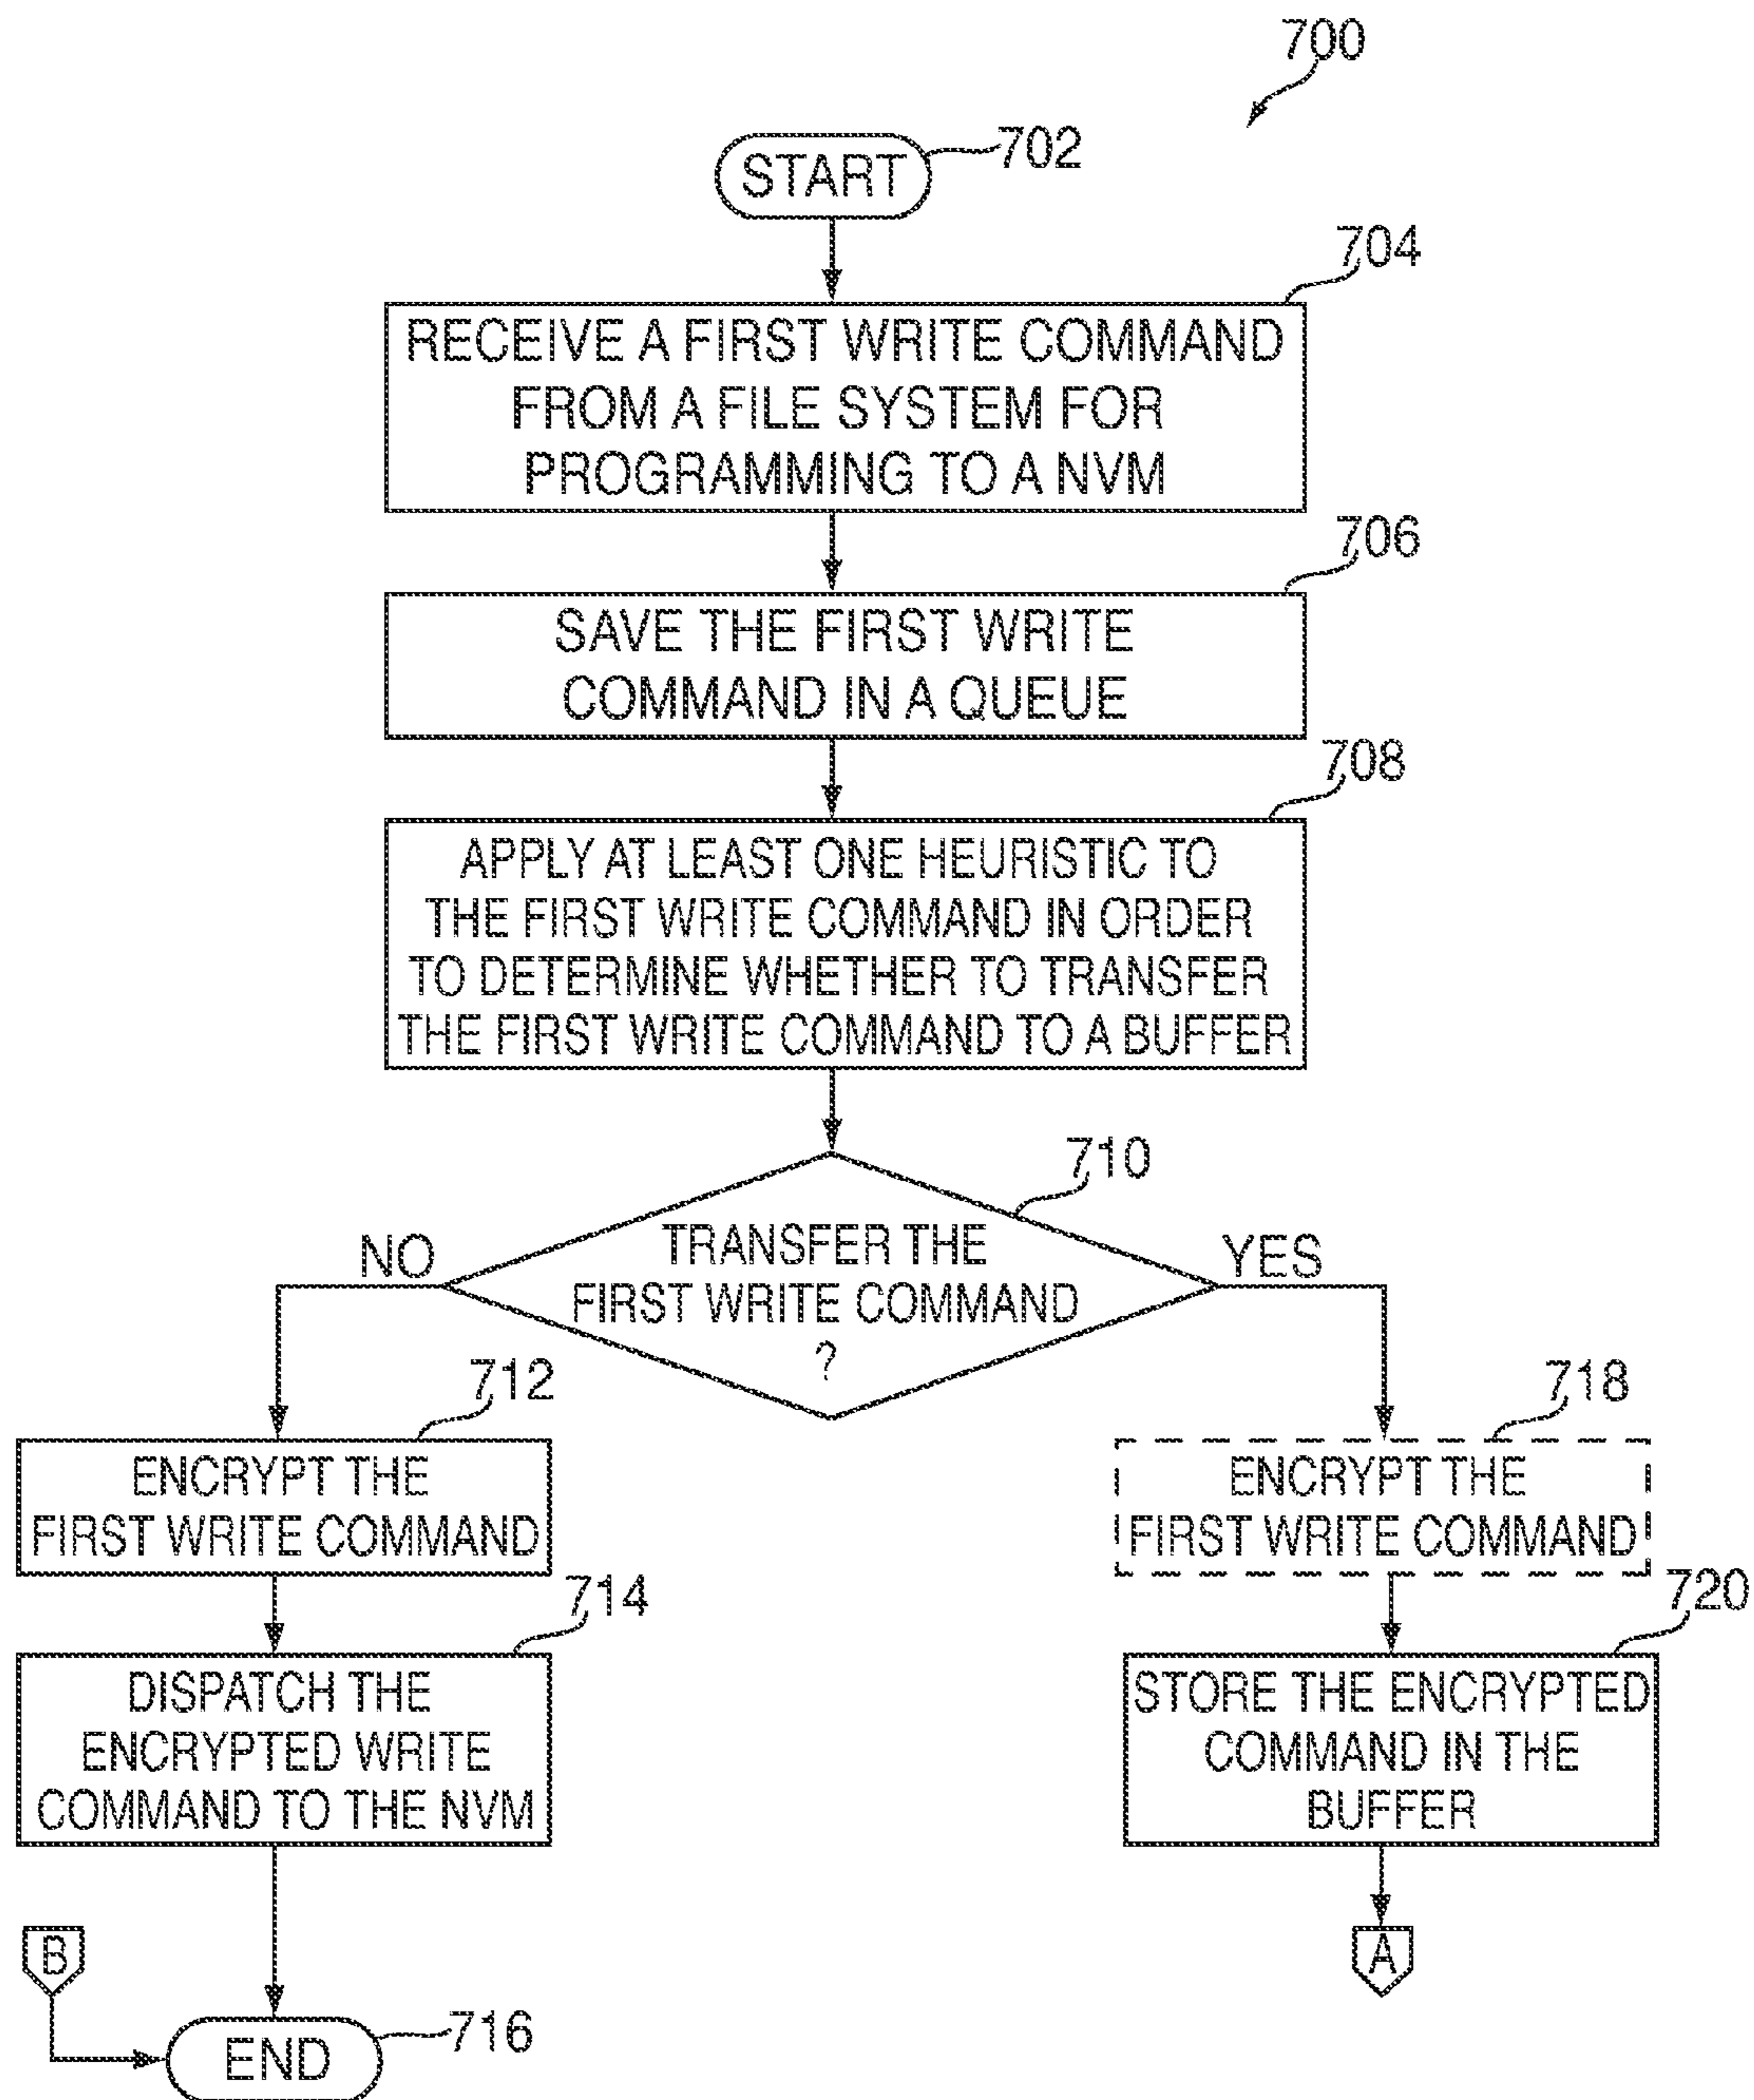 700
START
702
704
RECEIVE A FIRST WRITE COMMAND
FROM A FILE SYSTEM FOR
PROGRAMMING TO A NVM
706
SAVE THE FIRST WRITE
COMMAND IN A QUEUE
708
APPLY AT LEAST ONE HEURISTIC TO
THE FIRST WRITE COMMAND IN ORDER
TO DETERMINE WHETHER TO TRANSFER
THE FIRST WRITE COMMAND TO A BUFFER
710
TRANSFER THE
FIRST WRITE COMMAND
?
NO
YES
712
ENCRYPT THE
FIRST WRITE COMMAND
714
DISPATCH THE
ENCRYPTED WRITE
COMMAND TO THE NVM
718
ENCRYPT THE
FIRST WRITE COMMAND
720
STORE THE ENCRYPTED
COMMAND IN THE
BUFFER
B
A
END
716